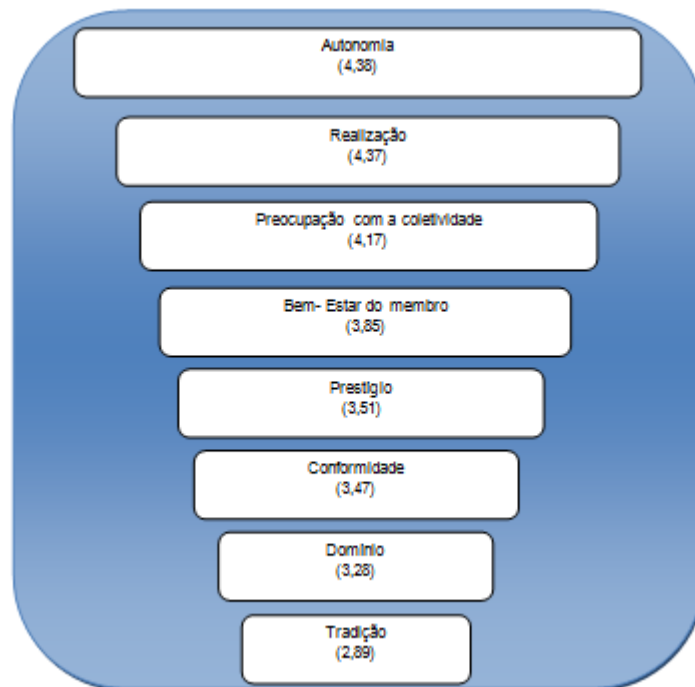 Autonomia
(4,38)
Realização
(4,37)
Preocupação com a coletividade
(4,17)
Bem- Estar do membro
(3,85)
Prestígio
(3,51)
Conformidade
(3,47)
Domínio
(3,28)
Tradição
(2,89)